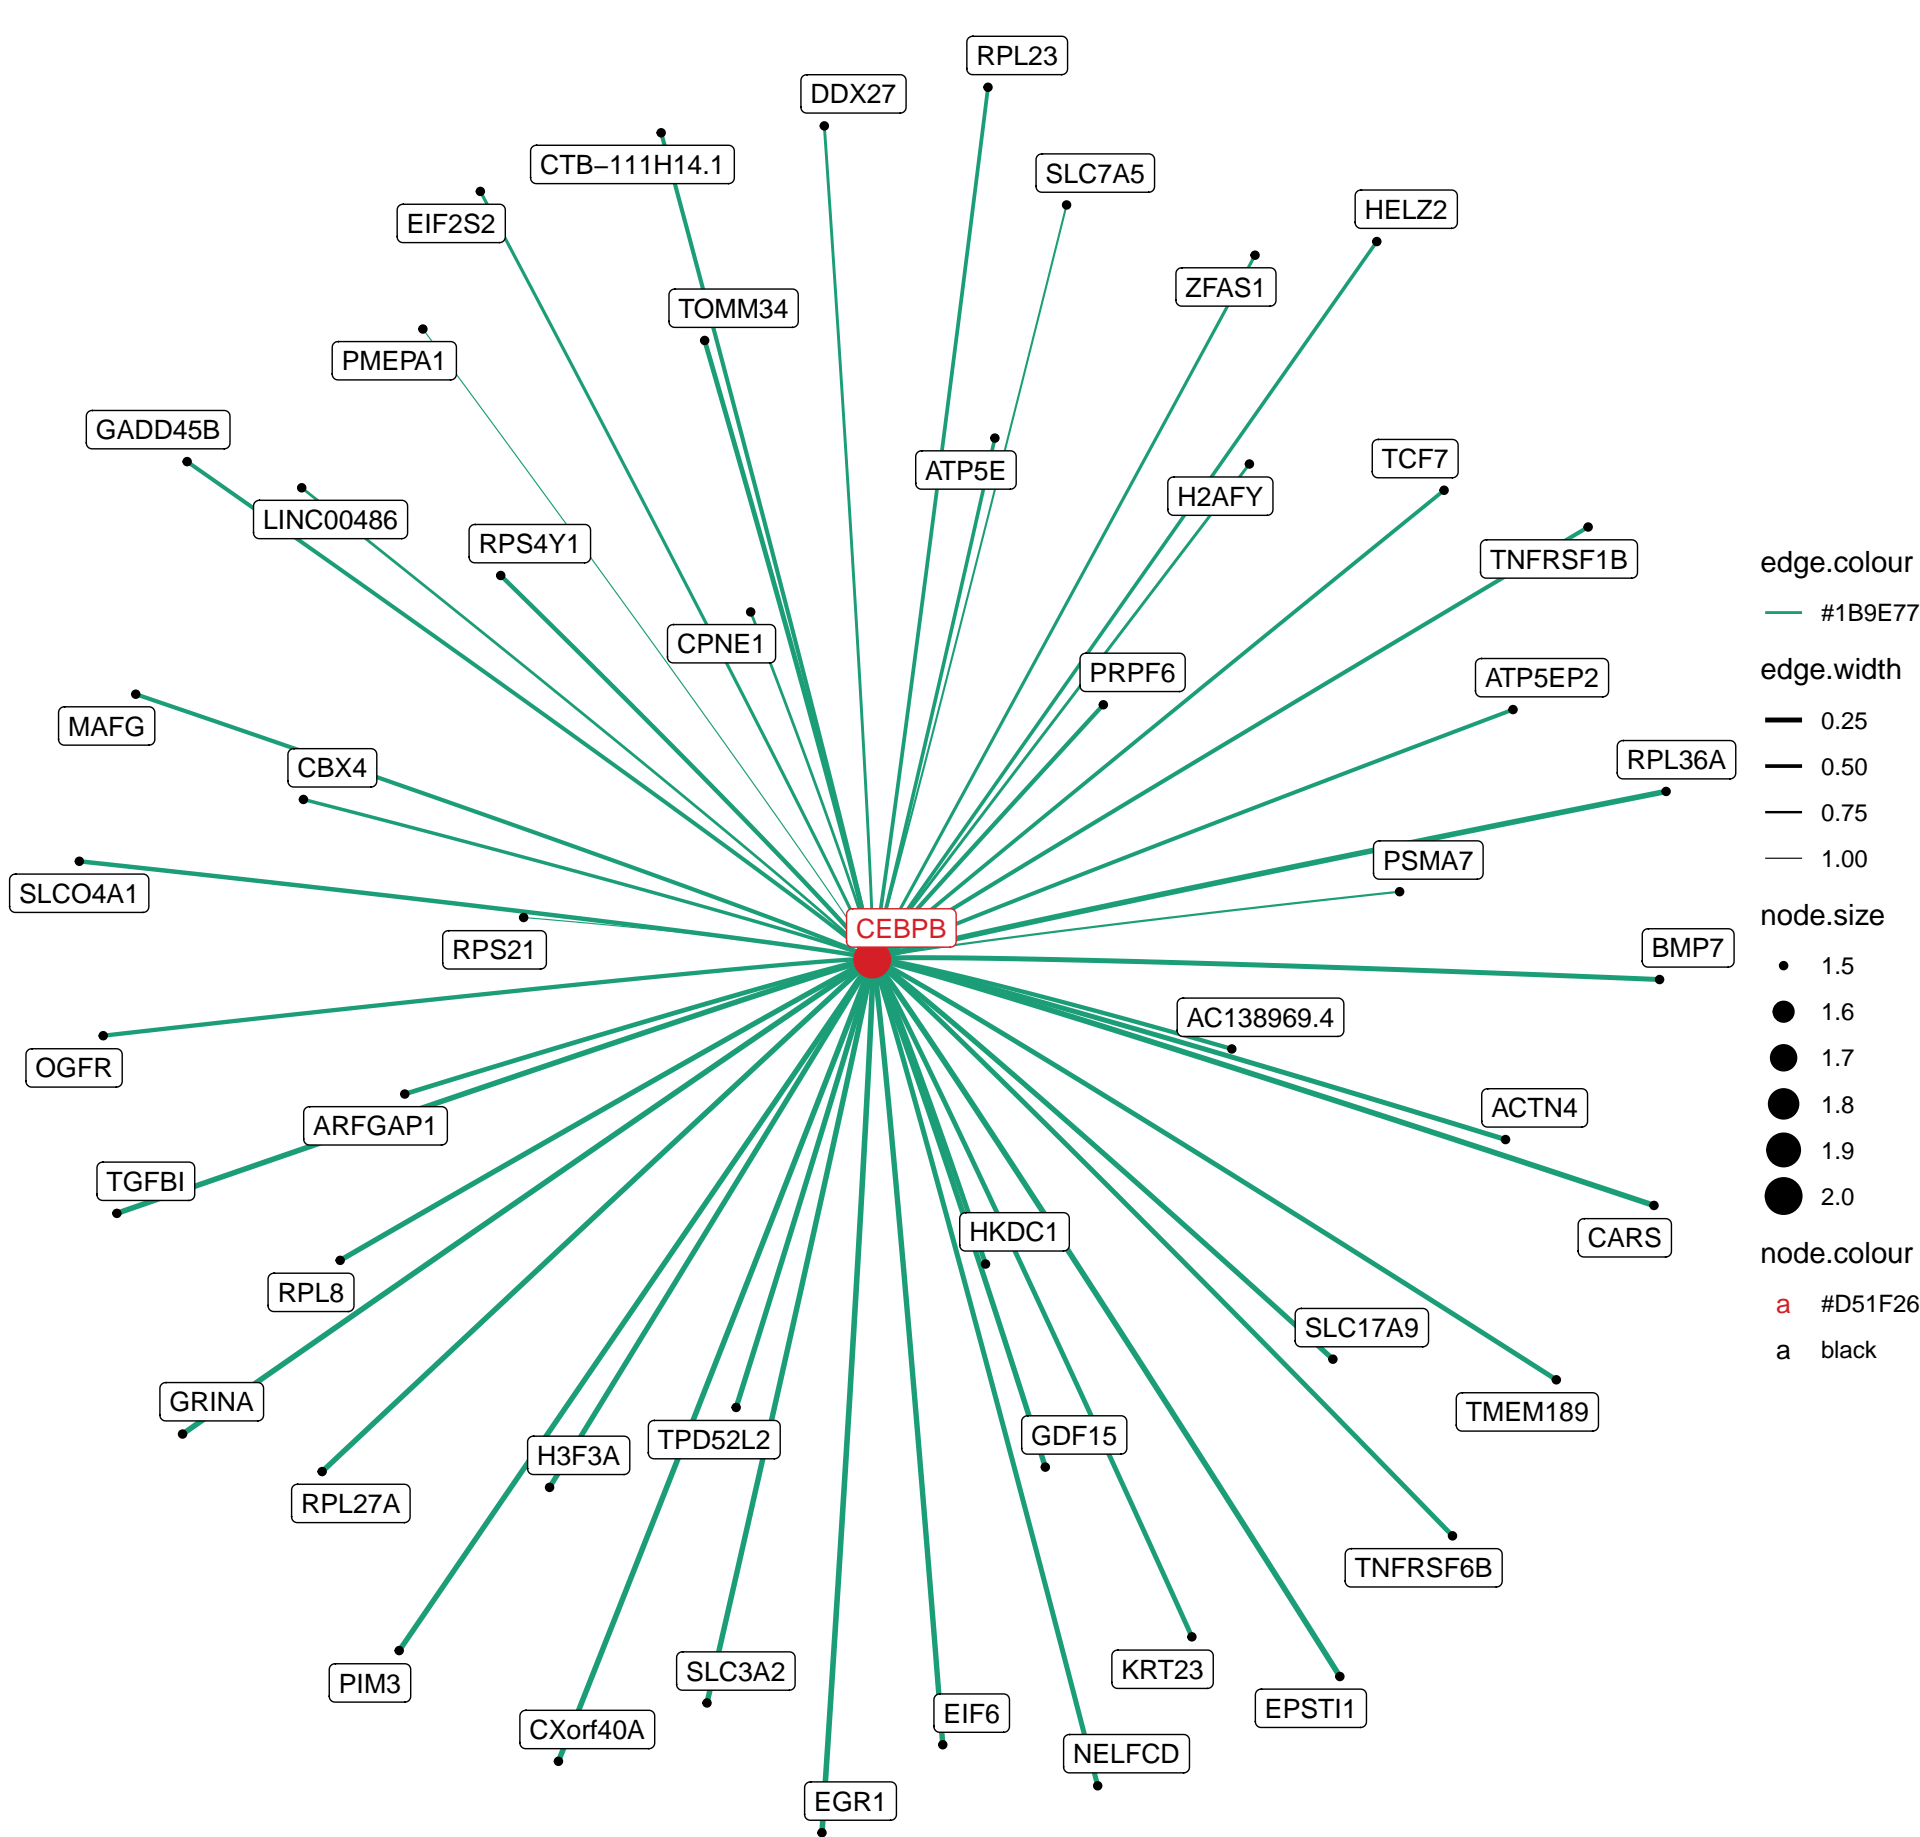 RPL23
DDX27
CTB–111H14.1
SLC7A5
EIF2S2
HELZ2
ZFAS1
TOMM34
PMEPA1
GADD45B
TCF7
ATP5E
H2AFY
LINC00486
RPS4Y1
TNFRSF1B
CPNE1
PRPF6
ATP5EP2
MAFG
CBX4
RPL36A
PSMA7
SLCO4A1
CEBPB
RPS21
BMP7
AC138969.4
OGFR
ACTN4
ARFGAP1
TGFBI
HKDC1
CARS
RPL8
SLC17A9
GRINA
TMEM189
TPD52L2
GDF15
H3F3A
RPL27A
TNFRSF6B
KRT23
SLC3A2
PIM3
EPSTI1
EIF6
CXorf40A
NELFCD
EGR1
edge.colour
#1B9E77
edge.width
0.25
0.50
0.75
1.00
node.size
1.5
1.6
1.7
1.8
1.9
2.0
node.colour
a #D51F26
a black